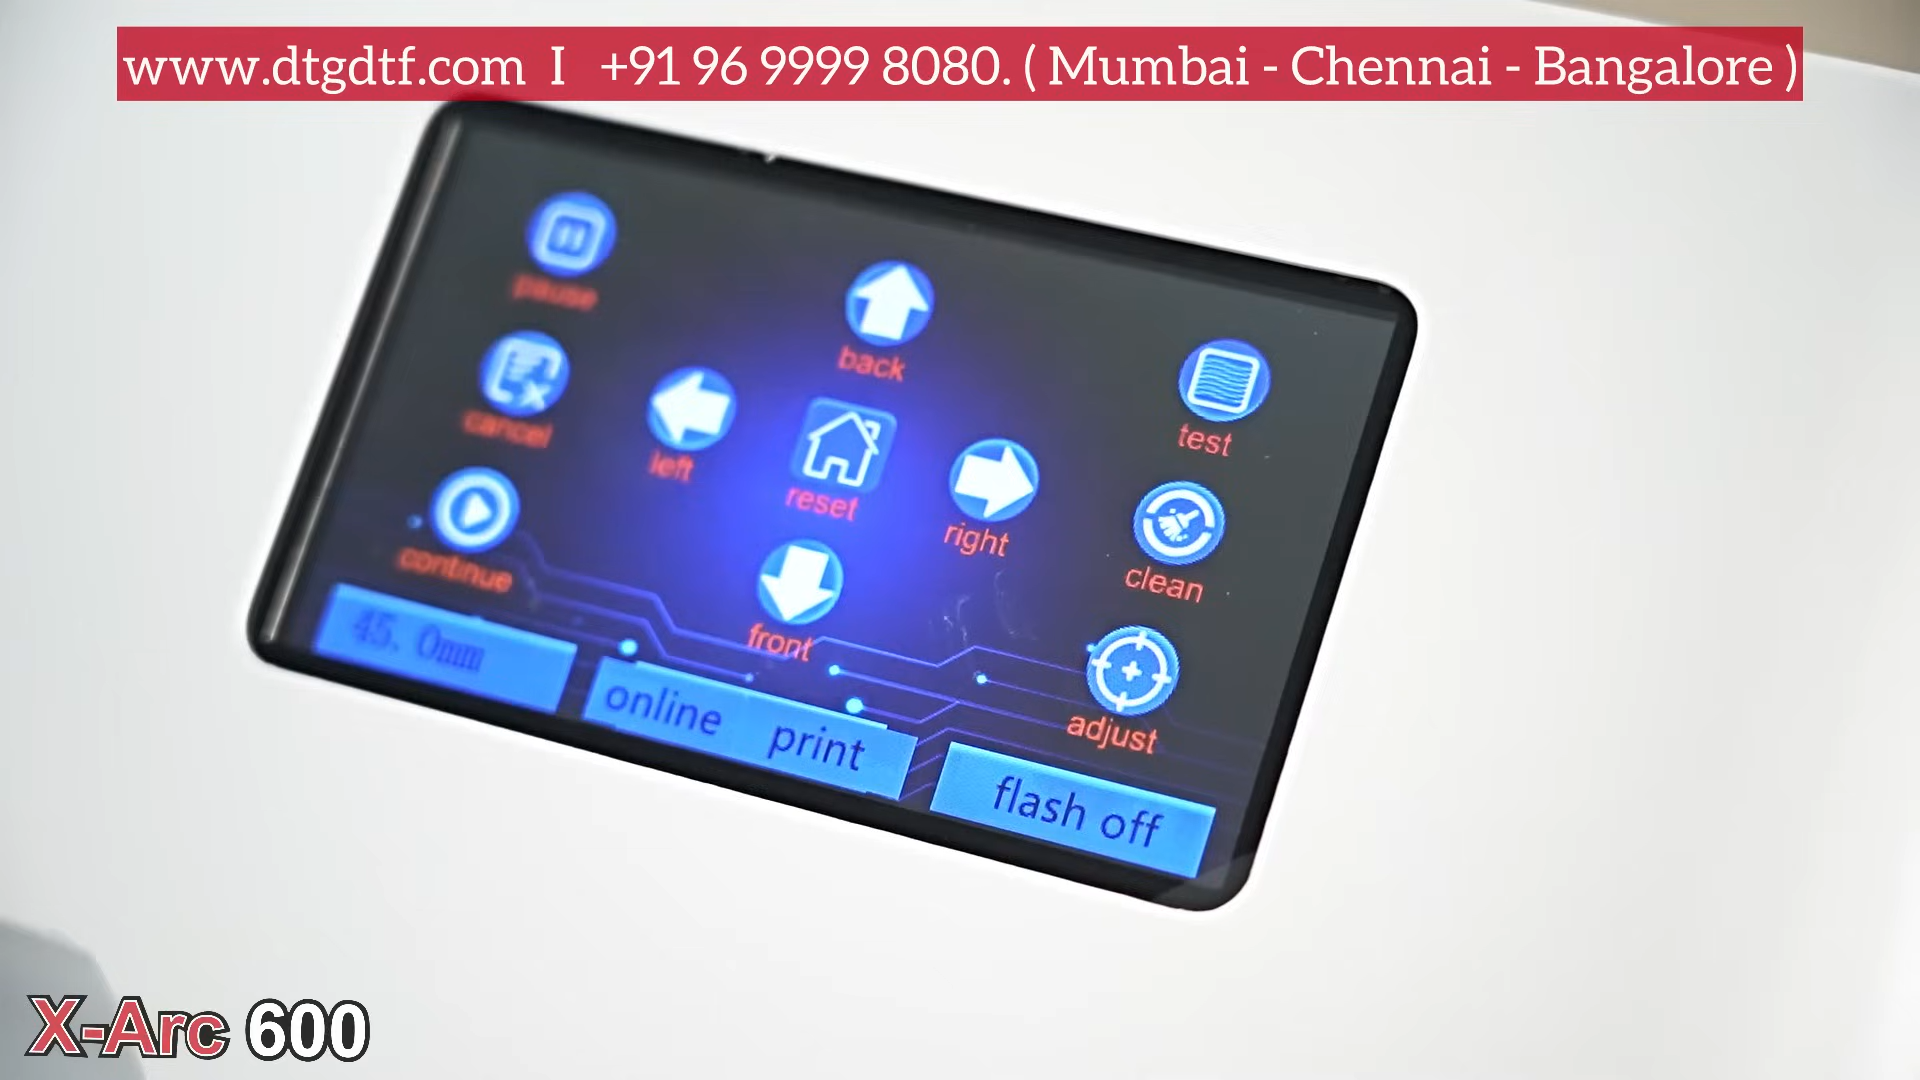 www.dtgdtf.com I +91 96 9999 8080. ( Mumbai - Chennai - Bangalore )
pause
back
test
cancel
left
reset
right
clean
continue
front
adjust
45. 0mm
online print
flash off
X-Arc 600